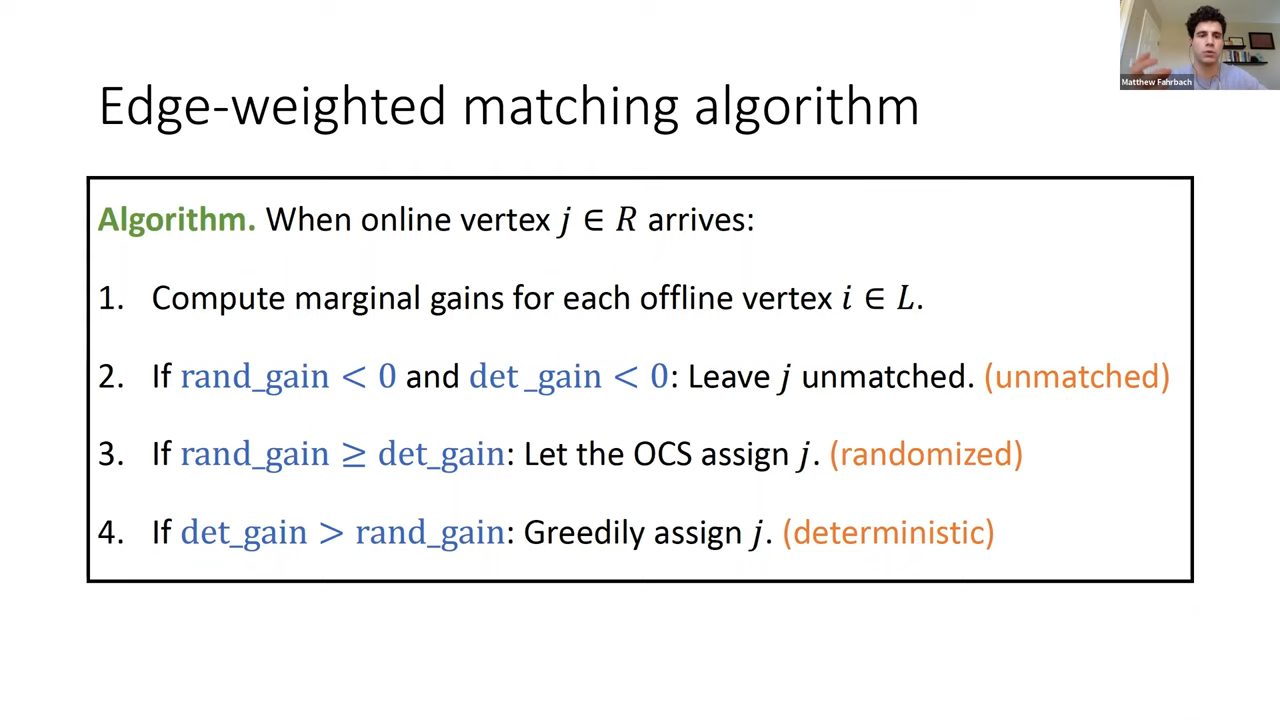 Matthew Fahrbach
Edge-weighted matching algorithm
Algorithm. When online vertex j ∈ R arrives:
1. Compute marginal gains for each offline vertex i ∈ L.
2. If rand_gain < 0 and det_gain < 0: Leave j unmatched. (unmatched)
3. If rand_gain ≥ det_gain: Let the OCS assign j. (randomized)
4. If det_gain > rand_gain: Greedily assign j. (deterministic)